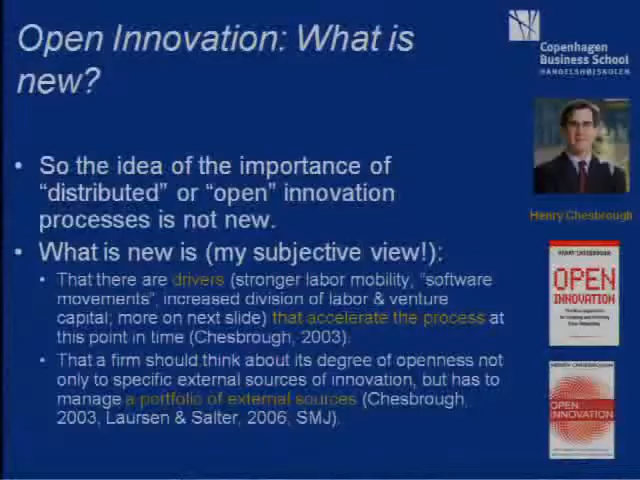 Open Innovation: What is
new?
Copenhagen
Business School
HANDELSHØJSKOLEN
• So the idea of the importance of
“distributed” or “open” innovation
processes is not new.
Henry Chesbrough
• What is new is (my subjective view!):
• That there are drivers (stronger labor mobility, “software
movements”, increased division of labor & venture
capital; more on next slide) that accelerate the process at
this point in time (Chesbrough, 2003).
• That a firm should think about its degree of openness not
only to specific external sources of innovation, but has to
manage a portfolio of external sources (Chesbrough,
2003, Laursen & Salter, 2006, SMJ).
HENRY CHESBROUGH
OPEN
INNOVATION
HENRY CHESBROUGH
OPEN
INNOVATION